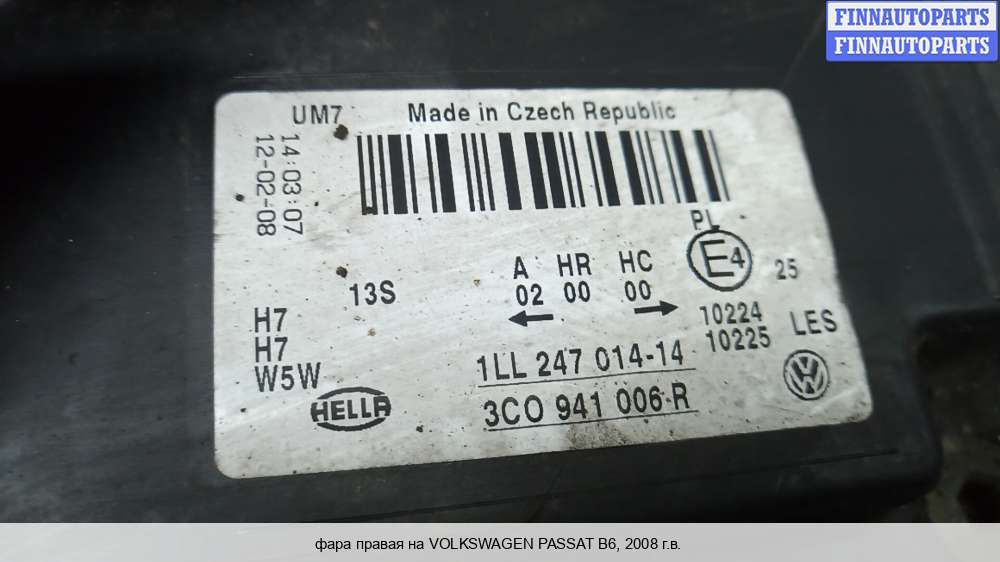 FINNAUTOPARTS
FINNAUTOPARTS
UM7 Made in Czech Republic
14:03:07
12-02-08
PL
A HR HC E4 25
13S 02 00 00
H7 10224 LES
H7 10225
W5W 1LL 247 014-14
HELLA 3C0 941 006 R
VW
фара правая на VOLKSWAGEN PASSAT B6, 2008 г.в.